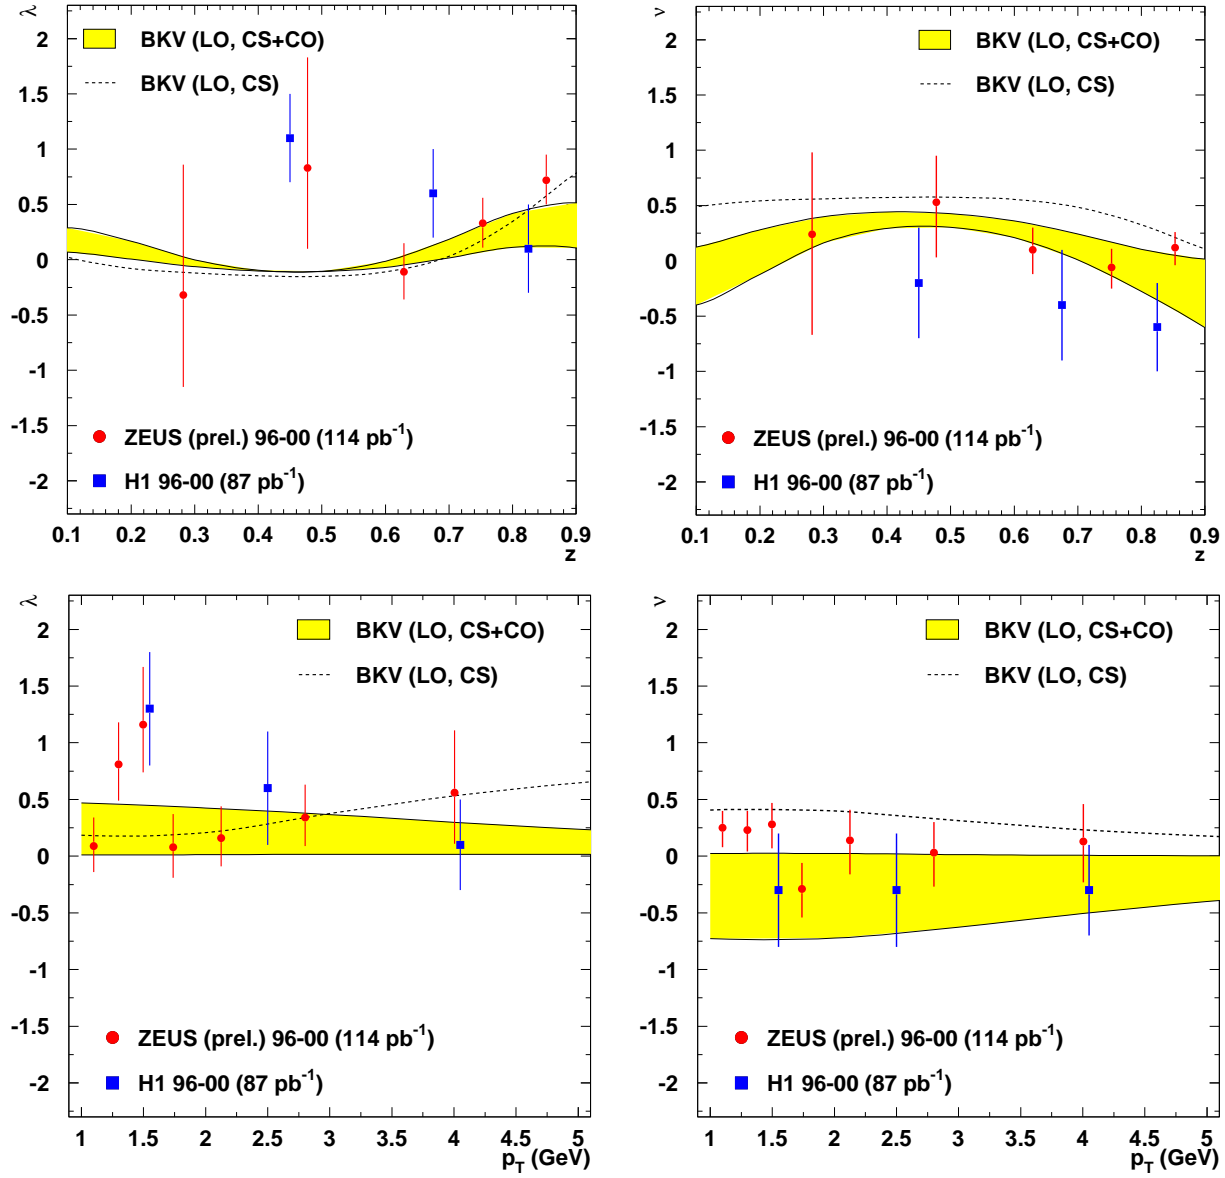 λ
BKV (LO, CS+CO)
BKV (LO, CS)
2
1.5
1
0.5
0
-0.5
-1
-1.5
-2
ZEUS (prel.) 96-00 (114 pb⁻¹)
H1 96-00 (87 pb⁻¹)
0.1 0.2 0.3 0.4 0.5 0.6 0.7 0.8 0.9
z
ν
BKV (LO, CS+CO)
BKV (LO, CS)
2
1.5
1
0.5
0
-0.5
-1
-1.5
-2
ZEUS (prel.) 96-00 (114 pb⁻¹)
H1 96-00 (87 pb⁻¹)
0.1 0.2 0.3 0.4 0.5 0.6 0.7 0.8 0.9
z
λ
BKV (LO, CS+CO)
BKV (LO, CS)
2
1.5
1
0.5
0
-0.5
-1
-1.5
-2
ZEUS (prel.) 96-00 (114 pb⁻¹)
H1 96-00 (87 pb⁻¹)
1 1.5 2 2.5 3 3.5 4 4.5 5
p_T (GeV)
ν
BKV (LO, CS+CO)
BKV (LO, CS)
2
1.5
1
0.5
0
-0.5
-1
-1.5
-2
ZEUS (prel.) 96-00 (114 pb⁻¹)
H1 96-00 (87 pb⁻¹)
1 1.5 2 2.5 3 3.5 4 4.5 5
p_T (GeV)